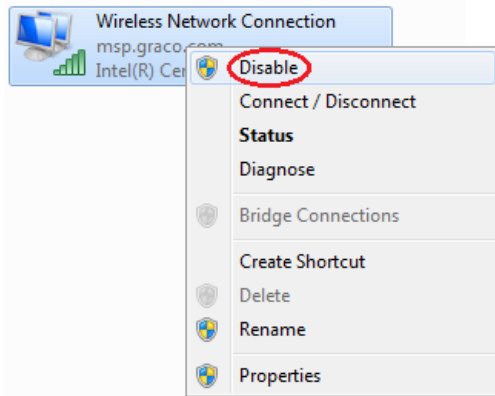 Wireless Network Connection
msp.graco.com
Intel(R) Cer
Disable
Connect / Disconnect
Status
Diagnose
Bridge Connections
Create Shortcut
Delete
Rename
Properties